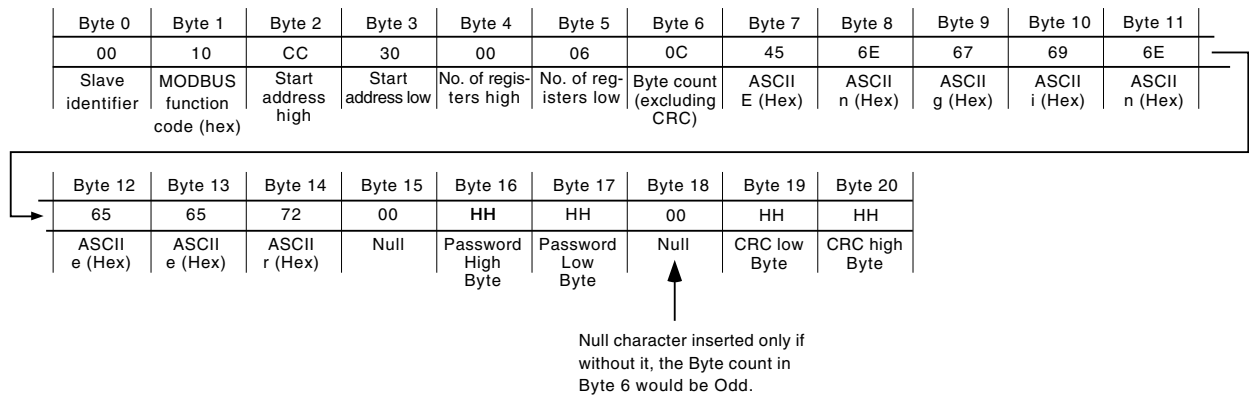 Byte 0 Byte 1 Byte 2 Byte 3 Byte 4 Byte 5 Byte 6 Byte 7 Byte 8 Byte 9 Byte 10 Byte 11
00 10 CC 30 00 06 0C 45 6E 67 69 6E
Slave MODBUS Start Start No. of regis- No. of reg- Byte count ASCII ASCII ASCII ASCII ASCII
identifier function address address low ters high isters low (excluding E (Hex) n (Hex) g (Hex) i (Hex) n (Hex)
code (hex) high CRC)
Byte 12 Byte 13 Byte 14 Byte 15 Byte 16 Byte 17 Byte 18 Byte 19 Byte 20
65 65 72 00 HH HH 00 HH HH
ASCII ASCII ASCII Null Password Password Null CRC low CRC high
e (Hex) e (Hex) r (Hex) High Low Byte Byte
Byte Byte
Null character inserted only if
without it, the Byte count in
Byte 6 would be Odd.